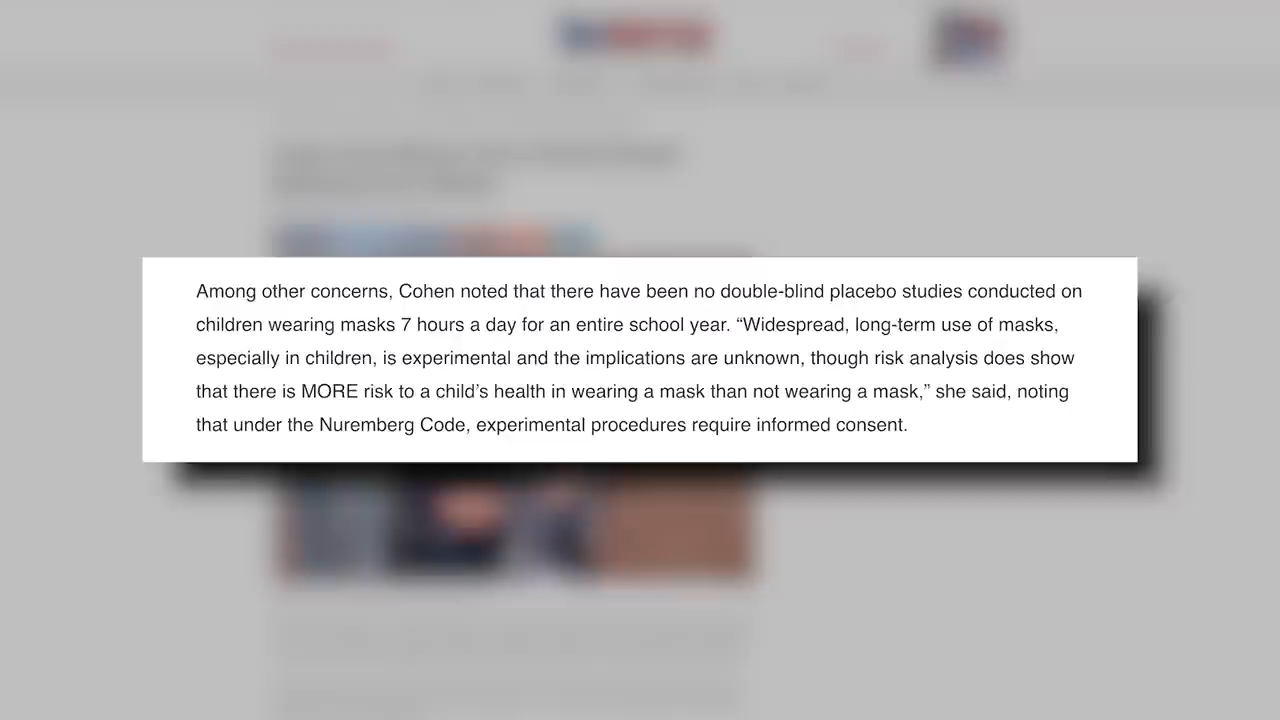 Among other concerns, Cohen noted that there have been no double-blind placebo studies conducted on
children wearing masks 7 hours a day for an entire school year. “Widespread, long-term use of masks,
especially in children, is experimental and the implications are unknown, though risk analysis does show
that there is MORE risk to a child’s health in wearing a mask than not wearing a mask,” she said, noting
that under the Nuremberg Code, experimental procedures require informed consent.